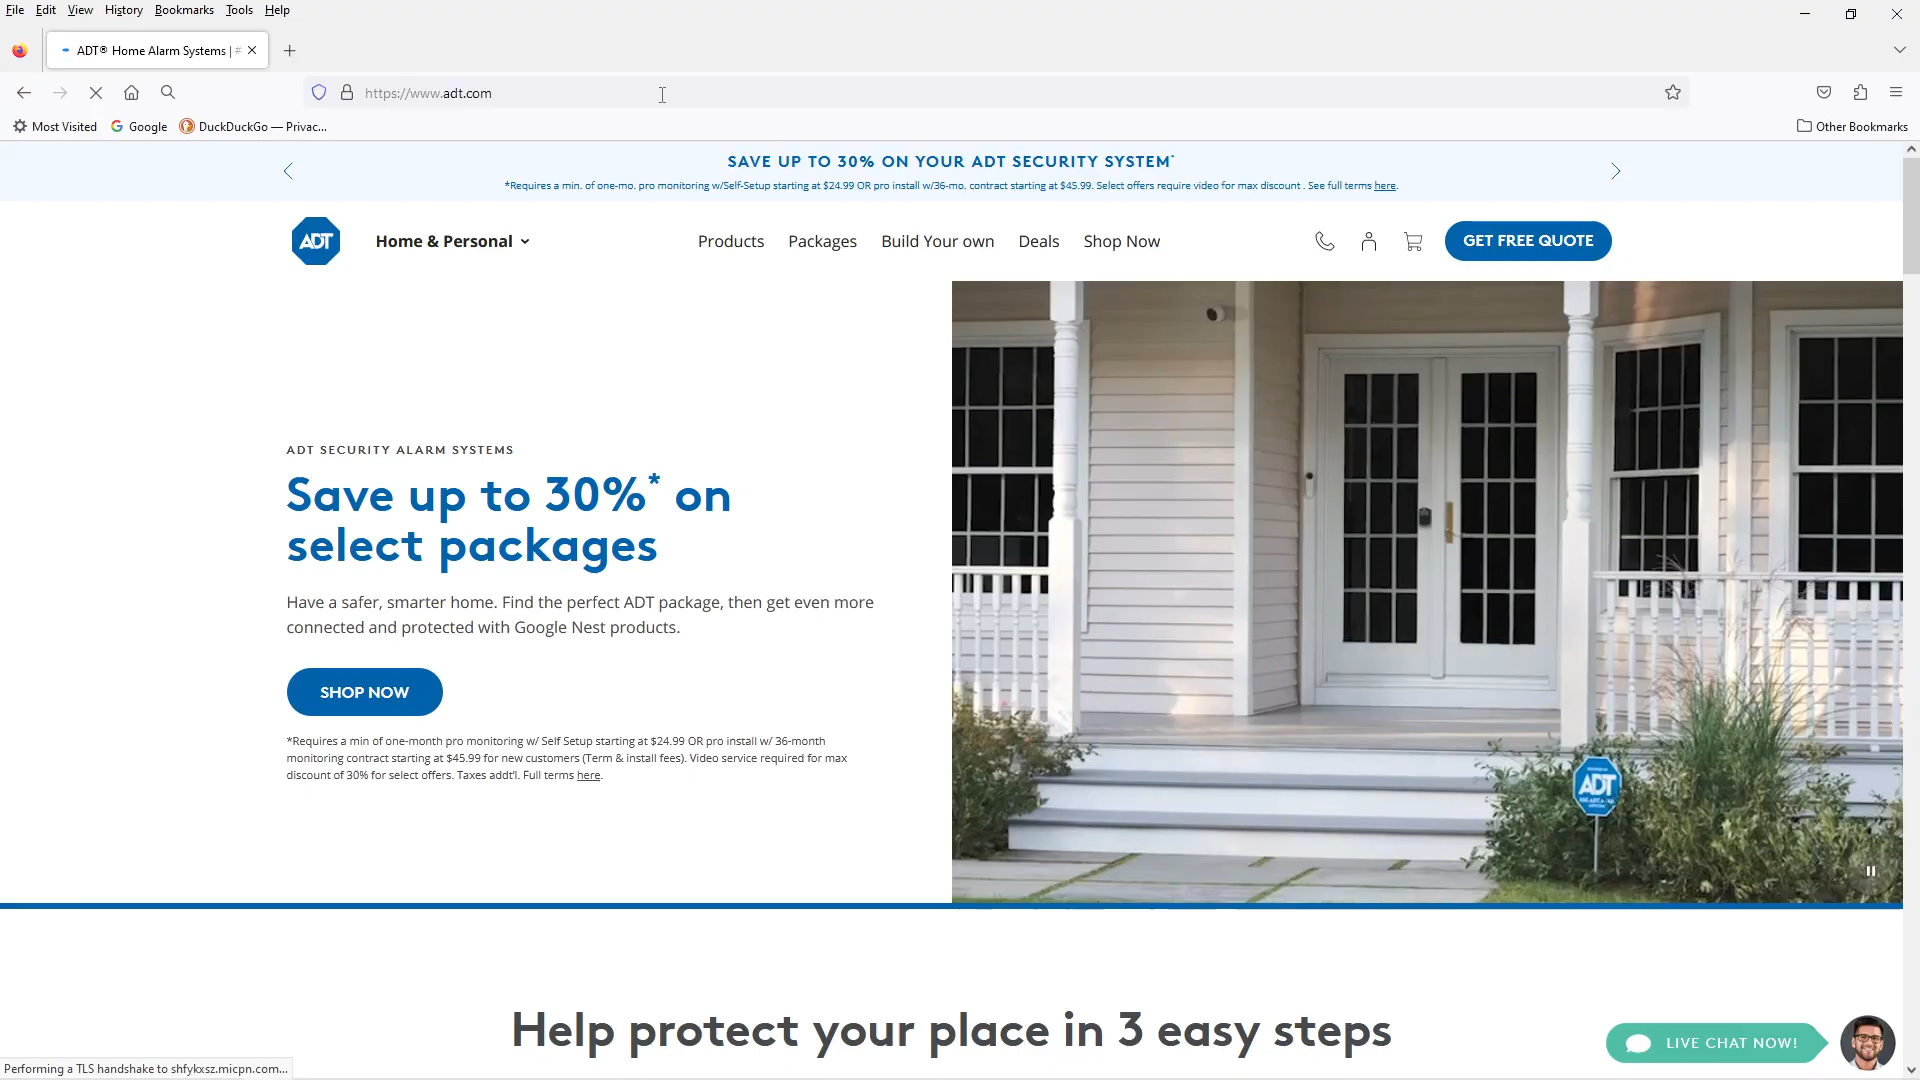 File Edit View History Bookmarks Tools Help
ADT® Home Alarm Systems | #
https://www.adt.com
Most Visited Google DuckDuckGo — Privac... Other Bookmarks
SAVE UP TO 30% ON YOUR ADT SECURITY SYSTEM*
*Requires a min. of one-mo. pro monitoring w/Self-Setup starting at $24.99 OR pro install w/36-mo. contract starting at $45.99. Select offers require video for max discount . See full terms here.
ADT Home & Personal Products Packages Build Your own Deals Shop Now GET FREE QUOTE
ADT SECURITY ALARM SYSTEMS
Save up to 30%* on
select packages
Have a safer, smarter home. Find the perfect ADT package, then get even more
connected and protected with Google Nest products.
SHOP NOW
*Requires a min of one-month pro monitoring w/ Self Setup starting at $24.99 OR pro install w/ 36-month
monitoring contract starting at $45.99 for new customers (Term & install fees). Video service required for max
discount of 30% for select offers. Taxes addt'l. Full terms here.
ADT
Help protect your place in 3 easy steps
LIVE CHAT NOW!
Performing a TLS handshake to shfykxsz.micpn.com...